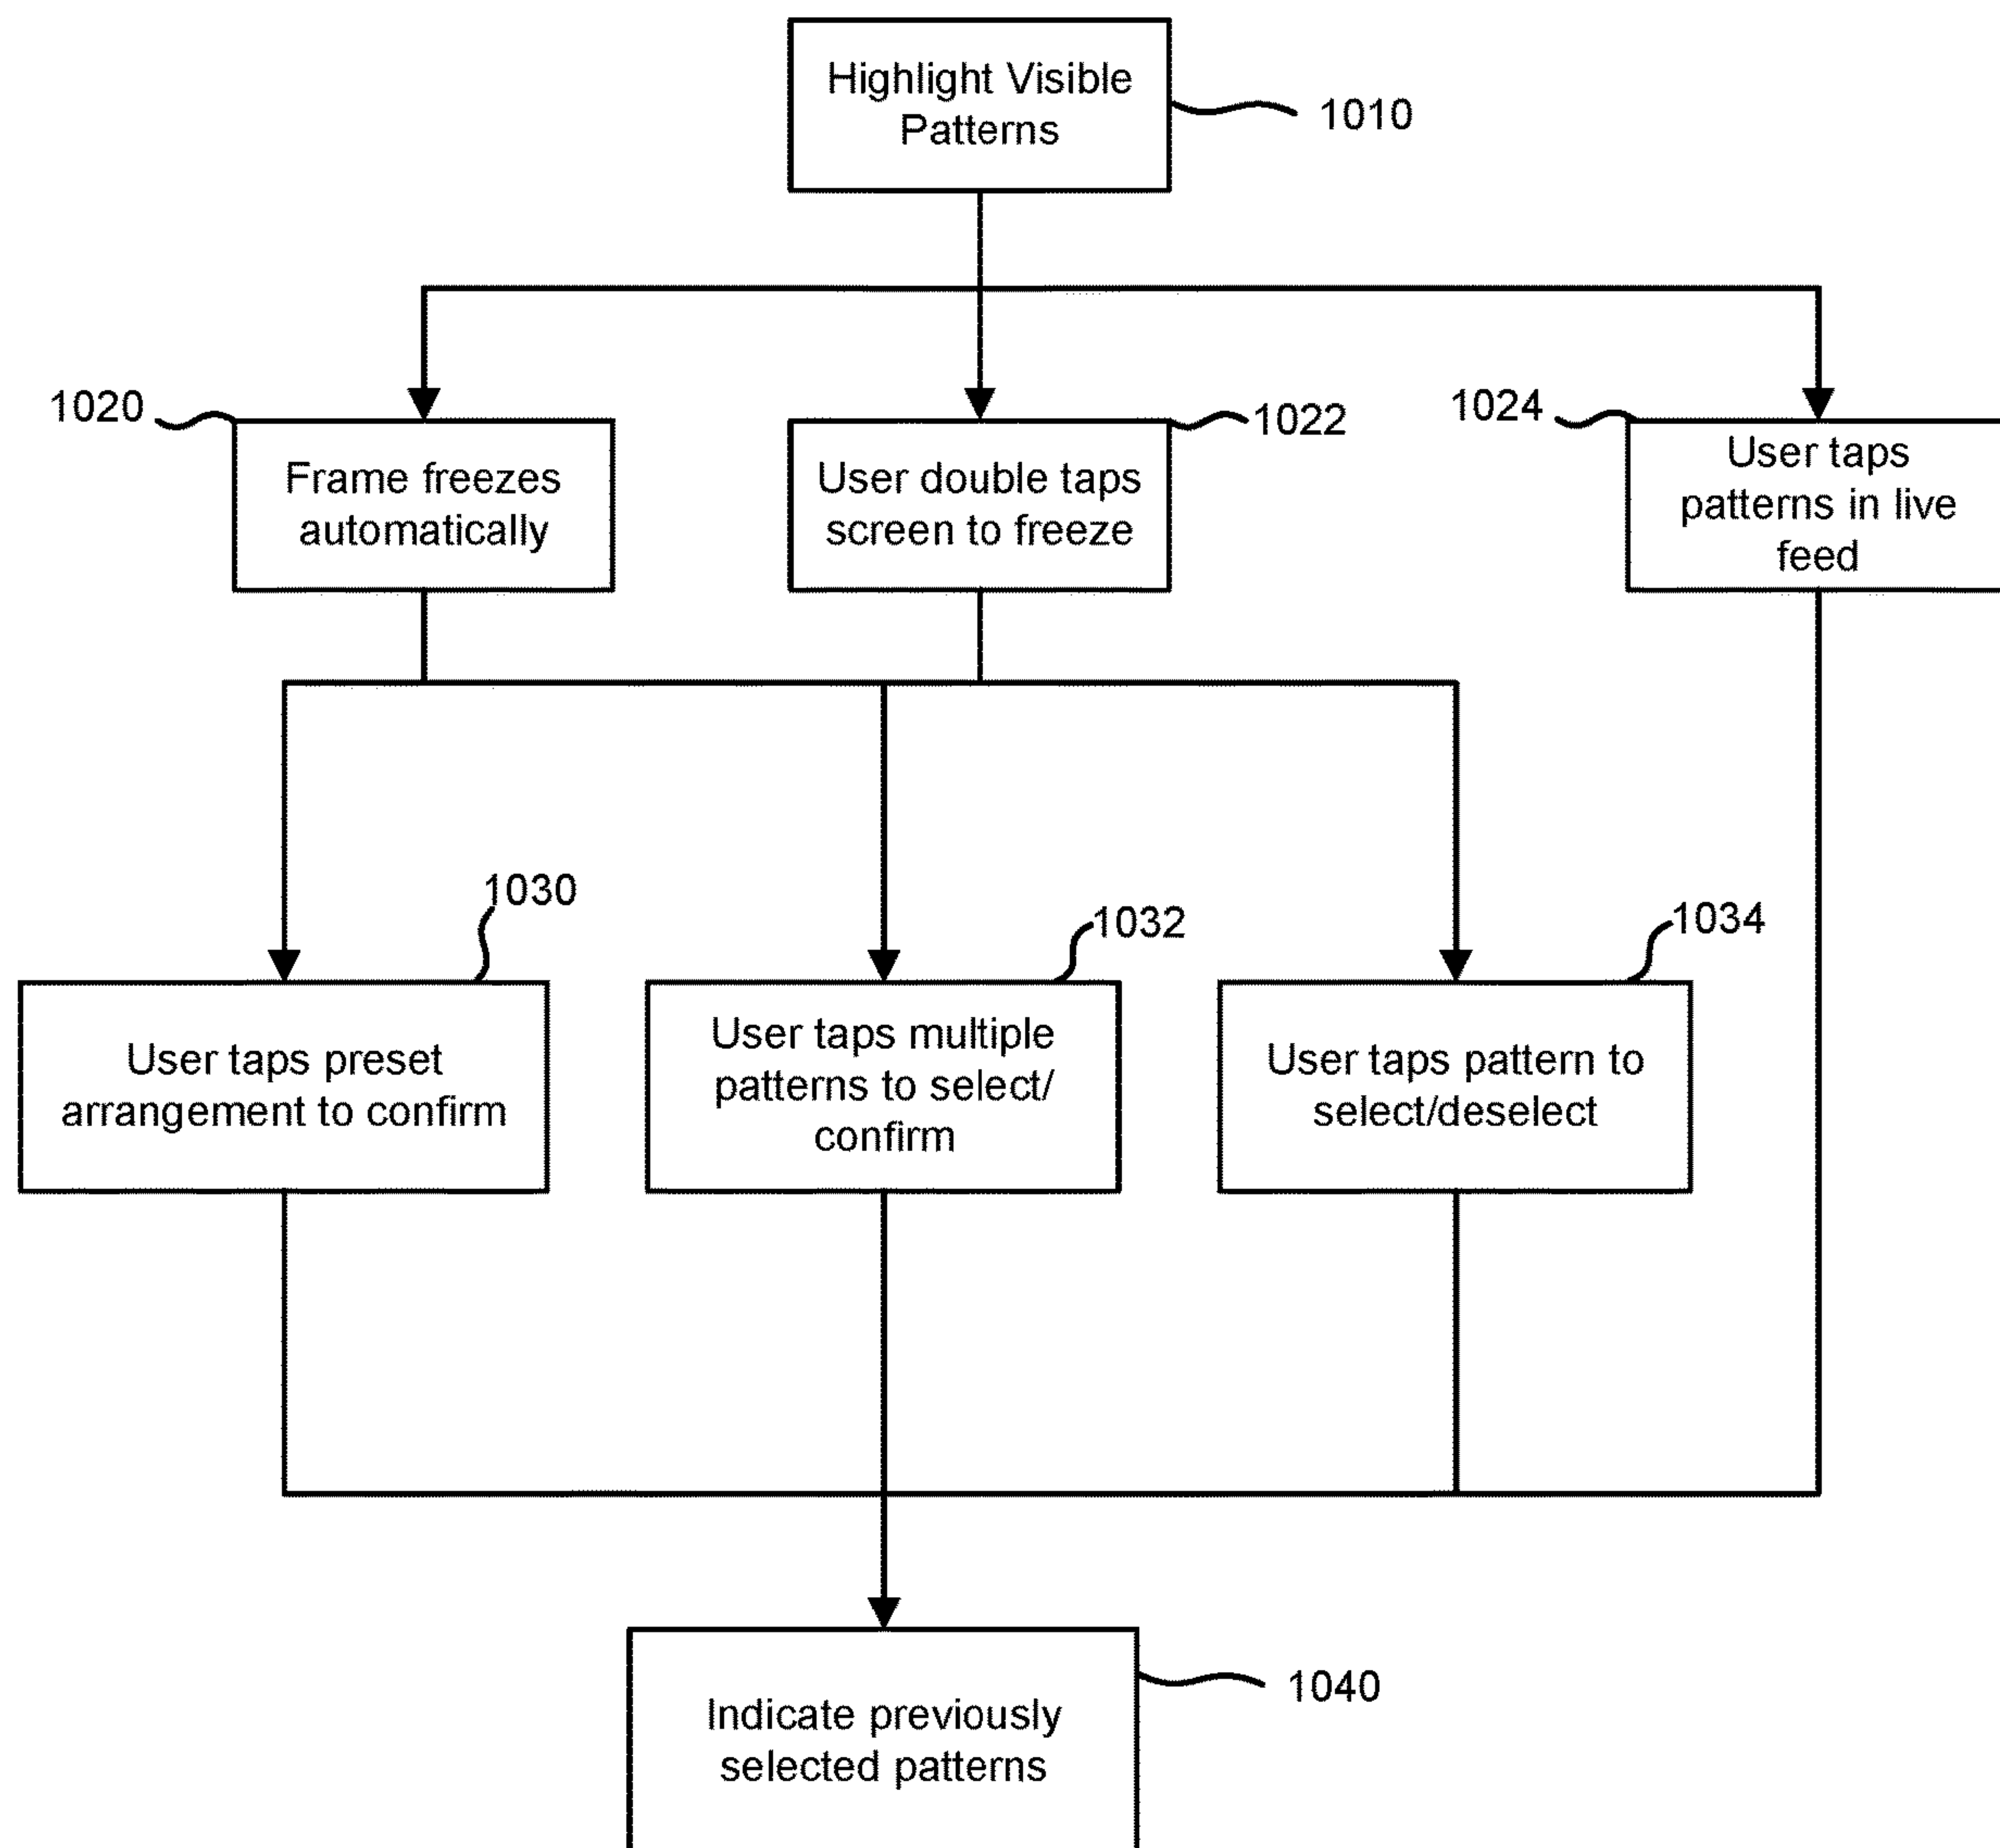 Highlight Visible
Patterns
1010
1020
Frame freezes
automatically
1022
User double taps
screen to freeze
1024
User taps
patterns in live
feed
1030
User taps preset
arrangement to confirm
1032
User taps multiple
patterns to select/
confirm
1034
User taps pattern to
select/deselect
1040
Indicate previously
selected patterns